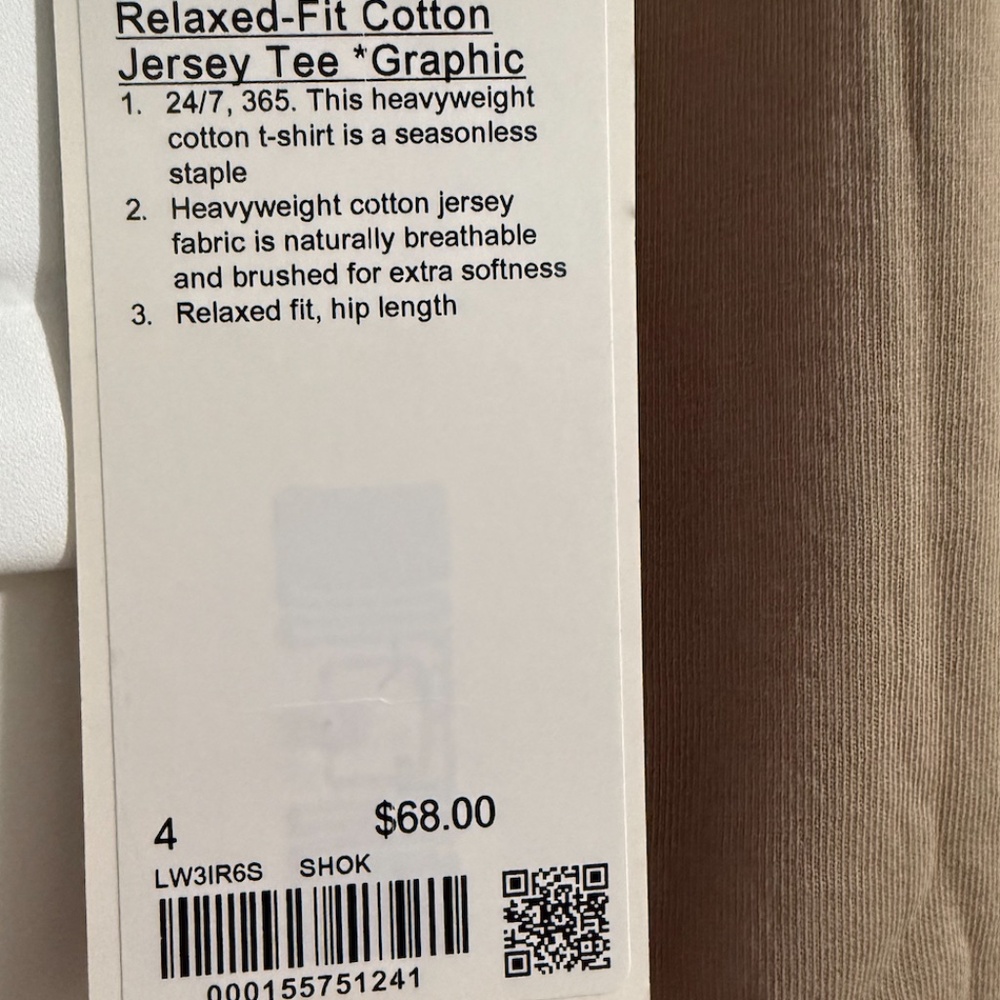 Relaxed-Fit Cotton
Jersey Tee *Graphic
1. 24/7, 365. This heavyweight
cotton t-shirt is a seasonless
staple
2. Heavyweight cotton jersey
fabric is naturally breathable
and brushed for extra softness
3. Relaxed fit, hip length
4 $68.00
LW3IR6S SHOK
000155751241